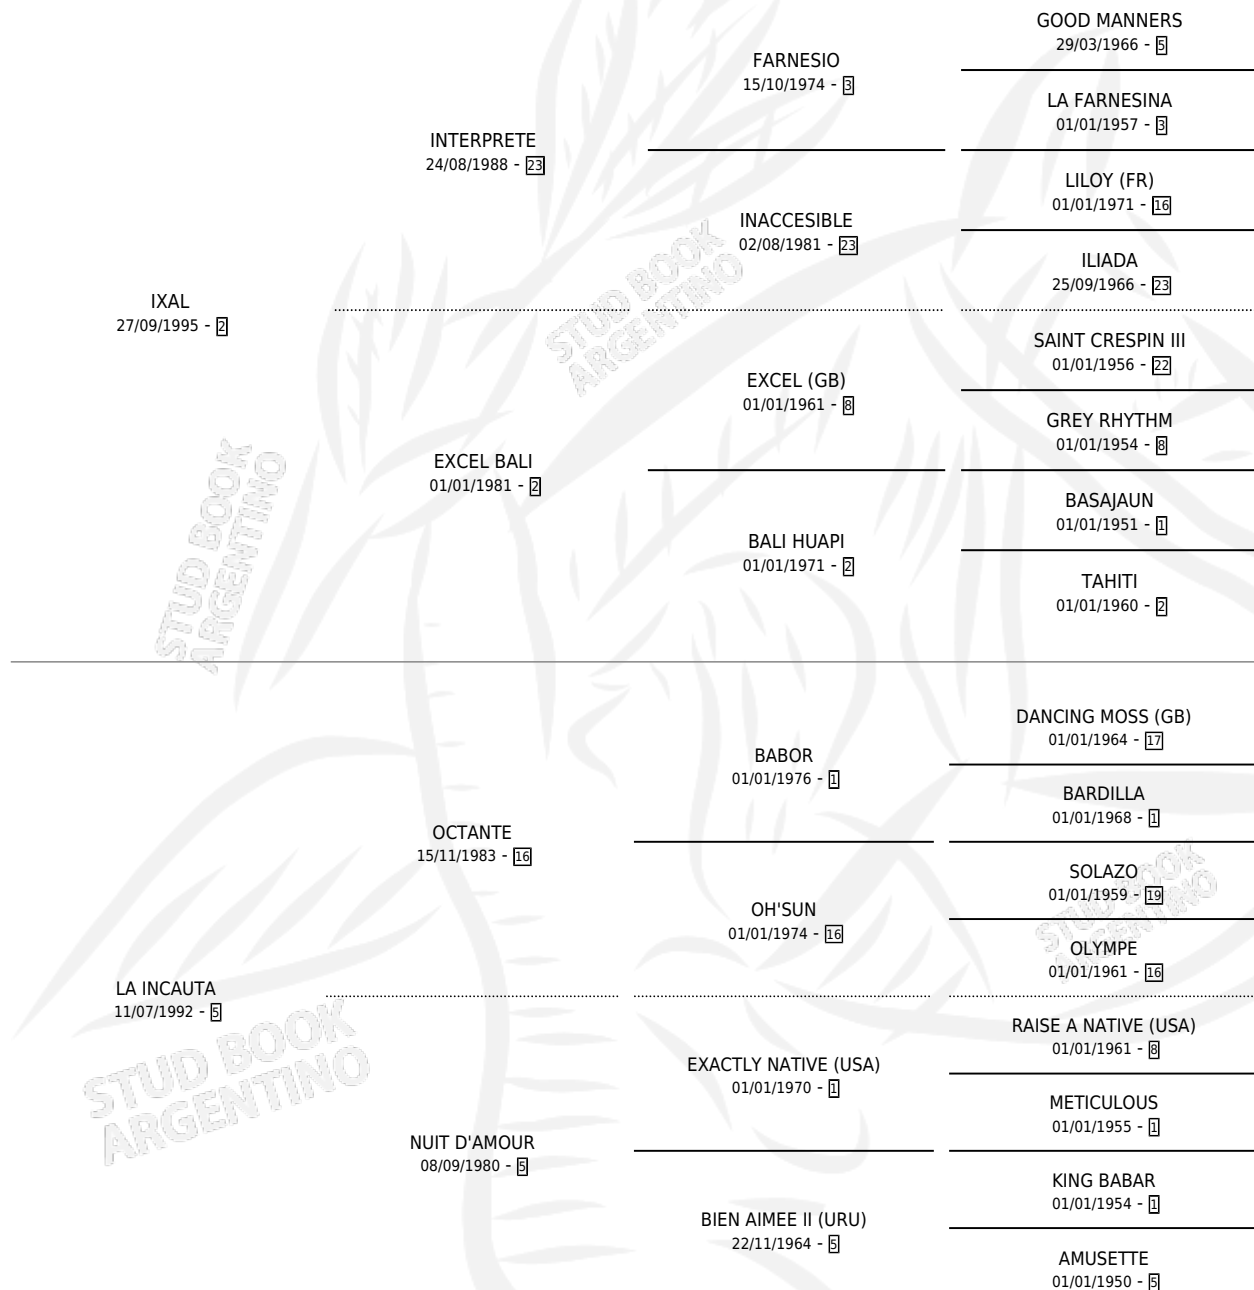 GOOD MANNERS
29/03/1966 - 5
FARNESIO
15/10/1974 - 3
LA FARNESINA
01/01/1957 - 3
INTERPRETE
24/08/1988 - 23
LILOY (FR)
01/01/1971 - 16
INACCESIBLE
02/08/1981 - 23
ILIADA
25/09/1966 - 23
IXAL
27/09/1995 - 2
SAINT CRESPIN III
01/01/1956 - 22
EXCEL (GB)
01/01/1961 - 8
GREY RHYTHM
01/01/1954 - 8
EXCEL BALI
01/01/1981 - 2
BASAJAUN
01/01/1951 - 1
BALI HUAPI
01/01/1971 - 2
TAHITI
01/01/1960 - 2
DANCING MOSS (GB)
01/01/1964 - 17
BABOR
01/01/1976 - 1
BARDILLA
01/01/1968 - 1
OCTANTE
15/11/1983 - 16
SOLAZO
01/01/1959 - 19
OH'SUN
01/01/1974 - 16
OLYMPE
01/01/1961 - 16
LA INCAUTA
11/07/1992 - 5
RAISE A NATIVE (USA)
01/01/1961 - 8
EXACTLY NATIVE (USA)
01/01/1970 - 1
METICULOUS
01/01/1955 - 1
NUIT D'AMOUR
08/09/1980 - 5
KING BABAR
01/01/1954 - 1
BIEN AIMEE II (URU)
22/11/1964 - 5
AMUSETTE
01/01/1950 - 5
STUD BOOK
ARGENTINO
STUD BOOK
ARGENTINO
STUD BOOK
ARGENTINO
STUD BOOK
ARGENTINO